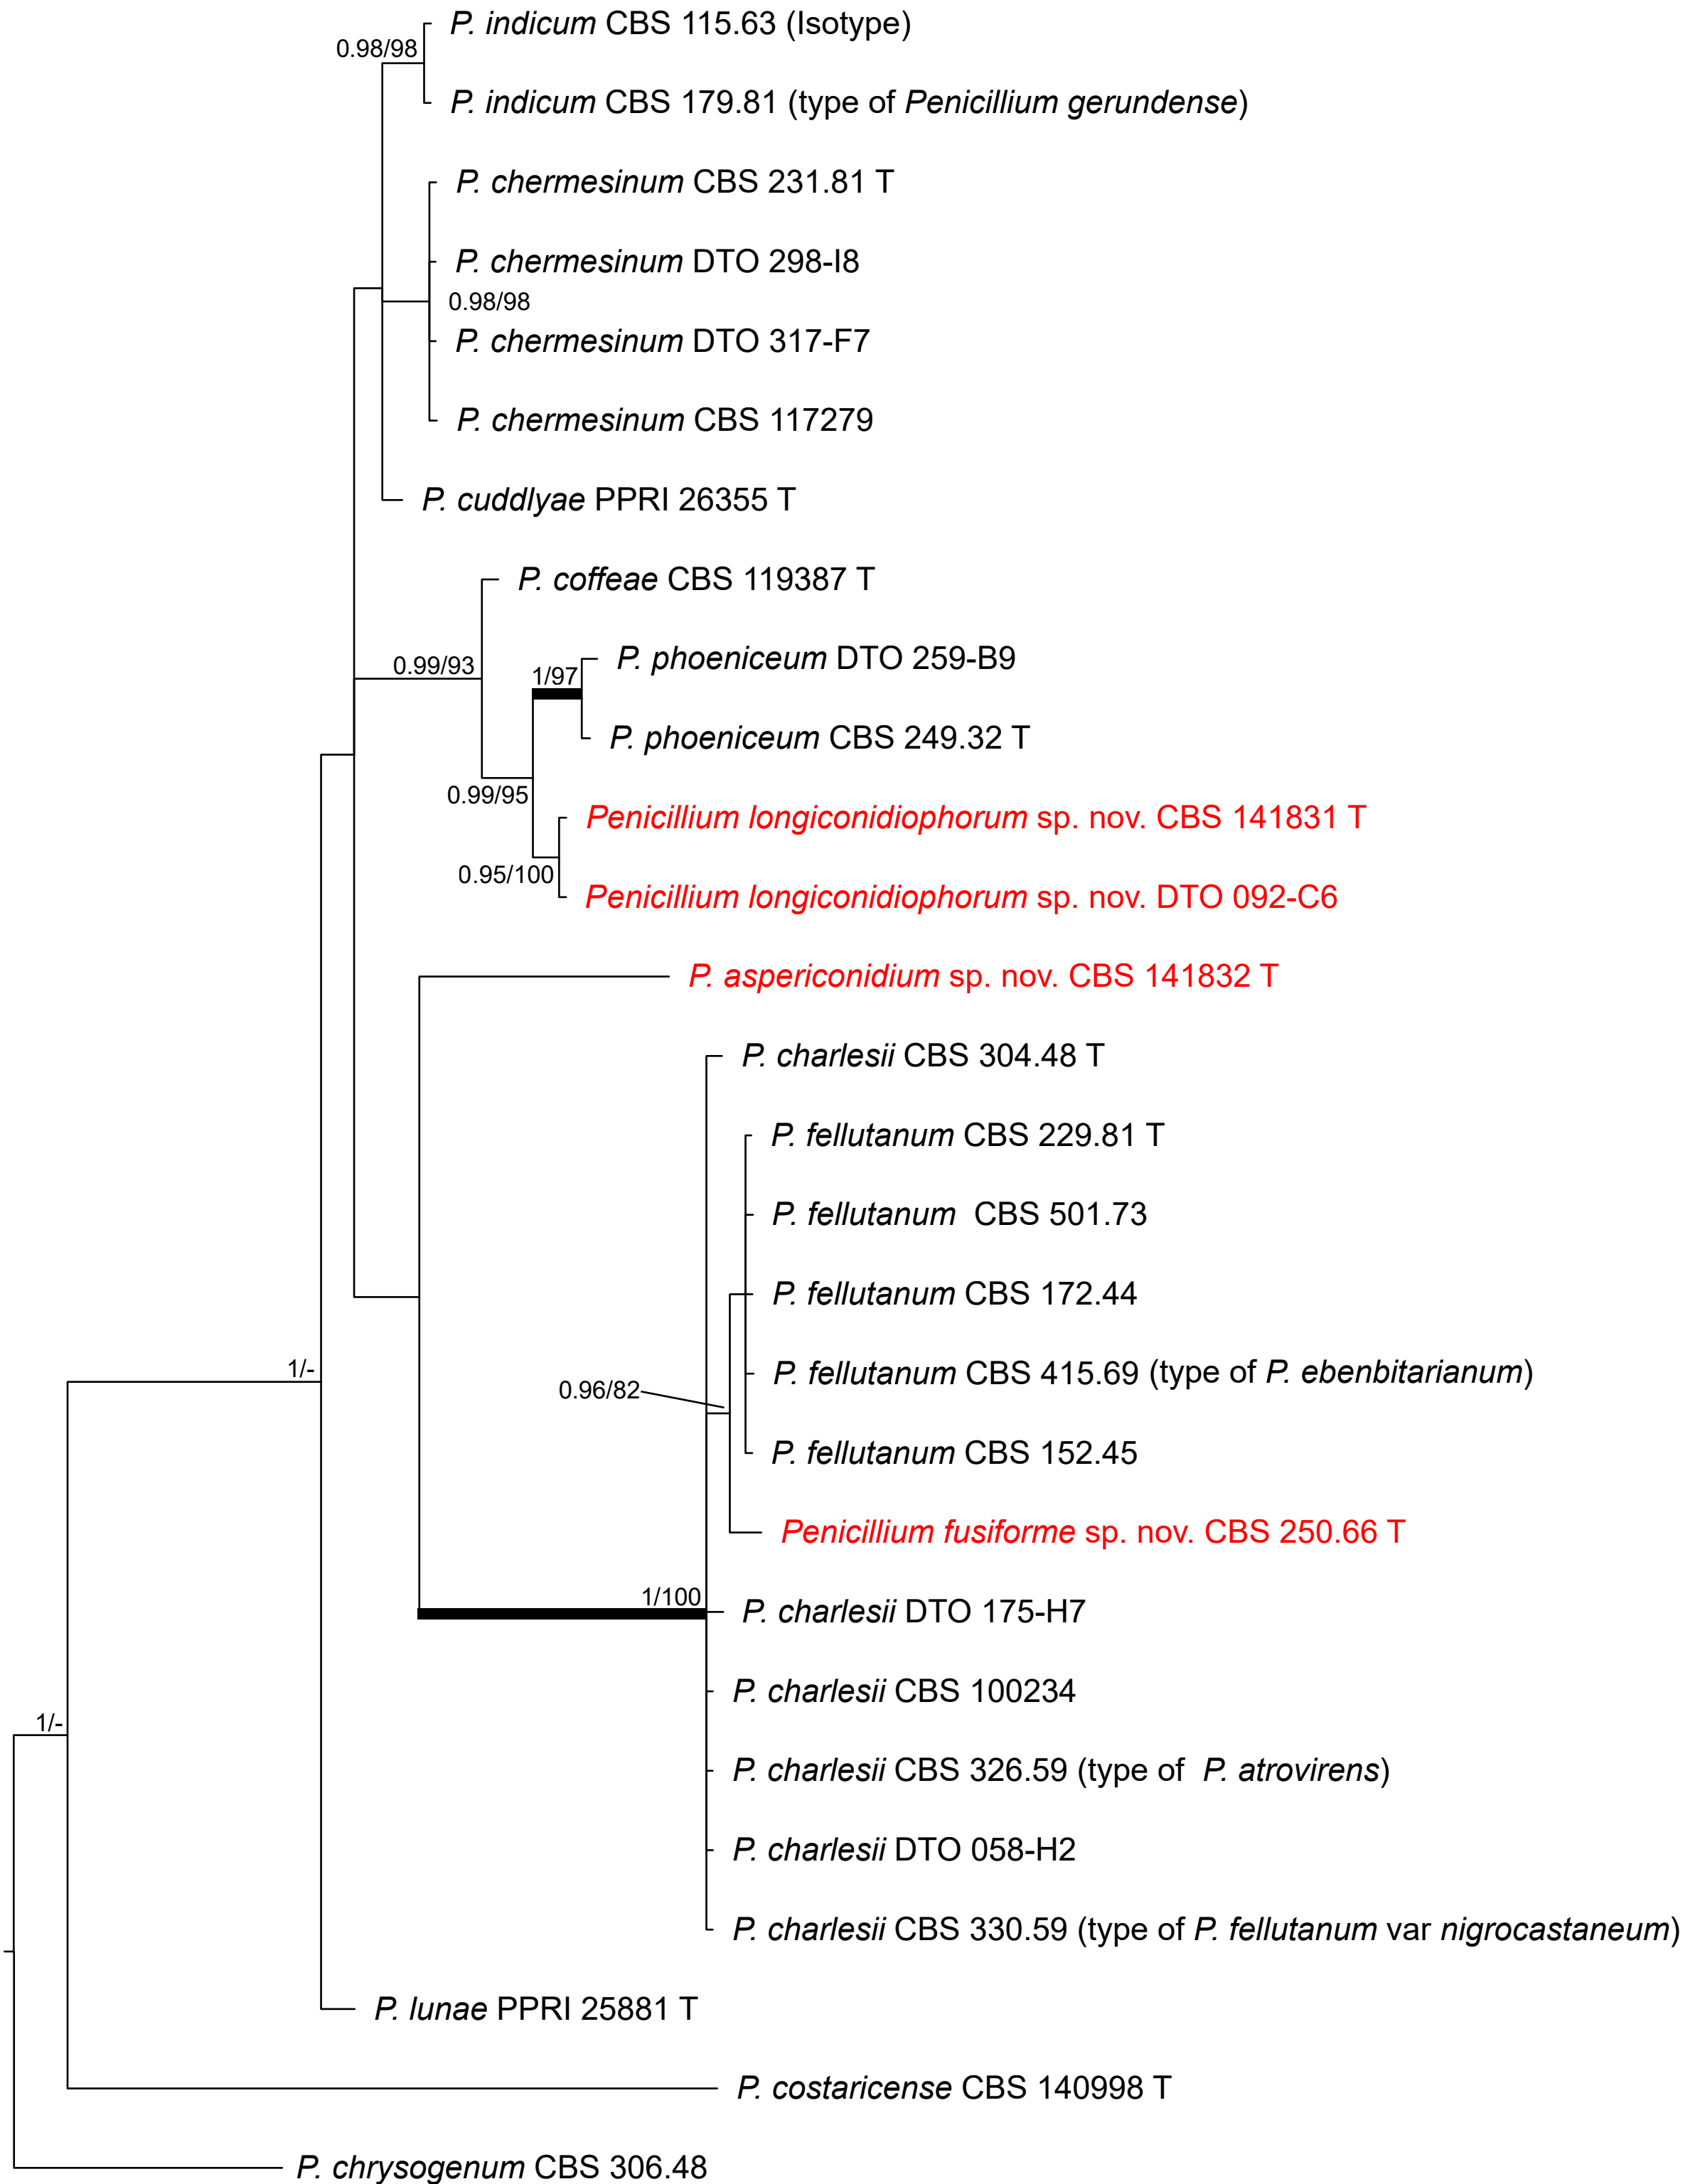 P. indicum CBS 115.63 (Isotype)
0.98/98
P. indicum CBS 179.81 (type of Penicillium gerundense)
P. chermesinum CBS 231.81 T
P. chermesinum DTO 298-I8
0.98/98
P. chermesinum DTO 317-F7
P. chermesinum CBS 117279
P. cuddlyae PPRI 26355 T
P. coffeae CBS 119387 T
P. phoeniceum DTO 259-B9
0.99/93
1/97
P. phoeniceum CBS 249.32 T
0.99/95
Penicillium longiconidiophorum sp. nov. CBS 141831 T
0.95/100
Penicillium longiconidiophorum sp. nov. DTO 092-C6
P. aspericonidium sp. nov. CBS 141832 T
P. charlesii CBS 304.48 T
P. fellutanum CBS 229.81 T
P. fellutanum  CBS 501.73
P. fellutanum CBS 172.44
1/-
P. fellutanum CBS 415.69 (type of P. ebenbitarianum)
0.96/82
P. fellutanum CBS 152.45
Penicillium fusiforme sp. nov. CBS 250.66 T
1/100
P. charlesii DTO 175-H7
P. charlesii CBS 100234
1/-
P. charlesii CBS 326.59 (type of  P. atrovirens)
P. charlesii DTO 058-H2
P. charlesii CBS 330.59 (type of P. fellutanum var nigrocastaneum)
P. lunae PPRI 25881 T
P. costaricense CBS 140998 T
P. chrysogenum CBS 306.48